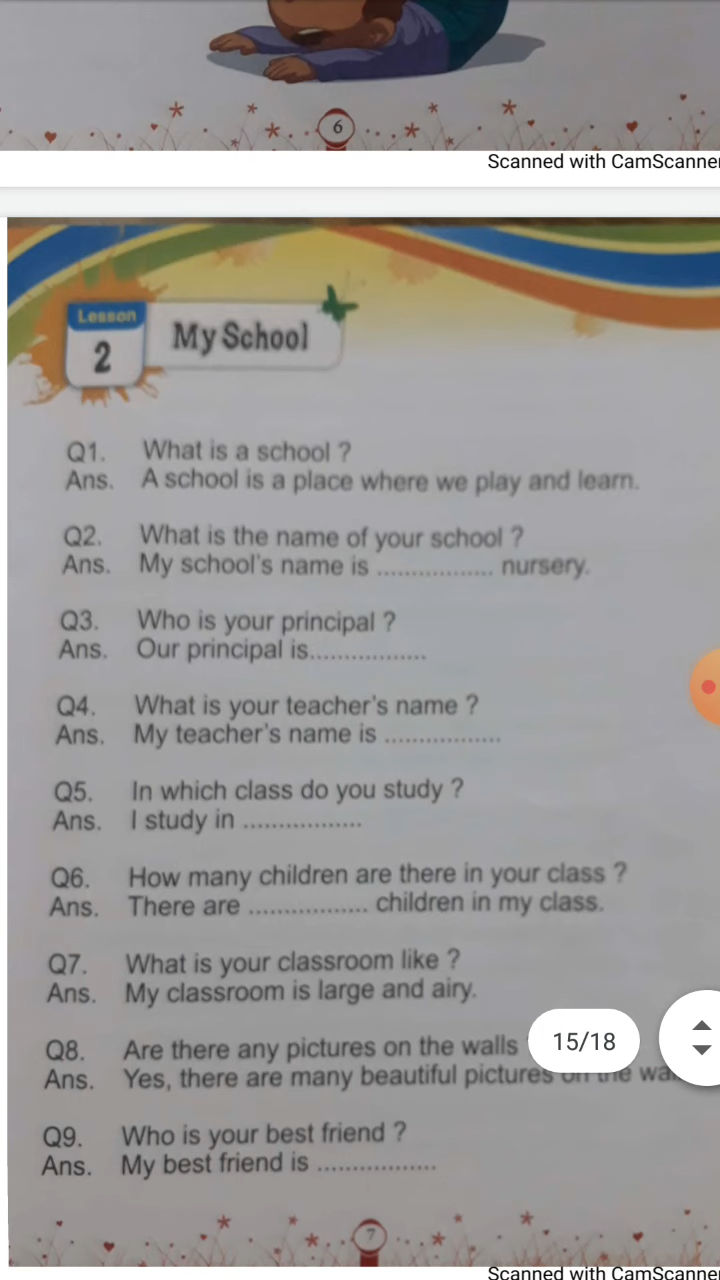 6
Scanned with CamScanner
Lesson
2
My School
Q1. What is a school ?
Ans. A school is a place where we play and learn.
Q2. What is the name of your school ?
Ans. My school's name is ................. nursery.
Q3. Who is your principal ?
Ans. Our principal is.................
Q4. What is your teacher's name ?
Ans. My teacher's name is .................
Q5. In which class do you study ?
Ans. I study in .................
Q6. How many children are there in your class ?
Ans. There are ................. children in my class.
Q7. What is your classroom like ?
Ans. My classroom is large and airy.
15/18
Q8. Are there any pictures on the walls
Ans. Yes, there are many beautiful pictures on the
Q9. Who is your best friend ?
Ans. My best friend is .................
7
Scanned with CamScanner